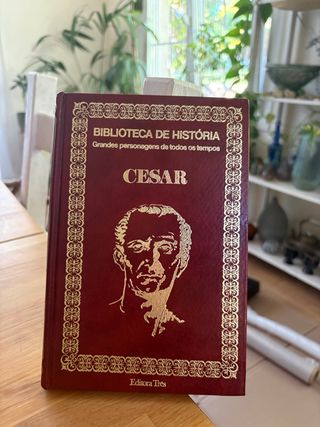 BIBLIOTECA DE HISTÓRIA
Grandes personagens de todos os tempos
CESAR
Editora Três